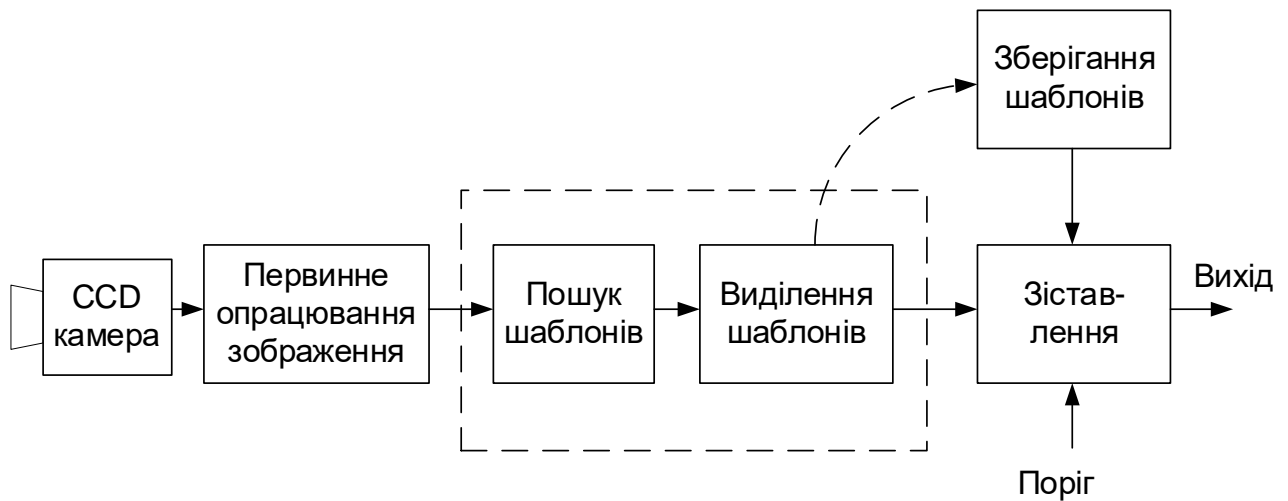 Зберігання
шаблонів
CCD
камера
Первинне
опрацювання
зображення
Пошук
шаблонів
Виділення
шаблонів
Зістав-
лення
Вихід
Поріг